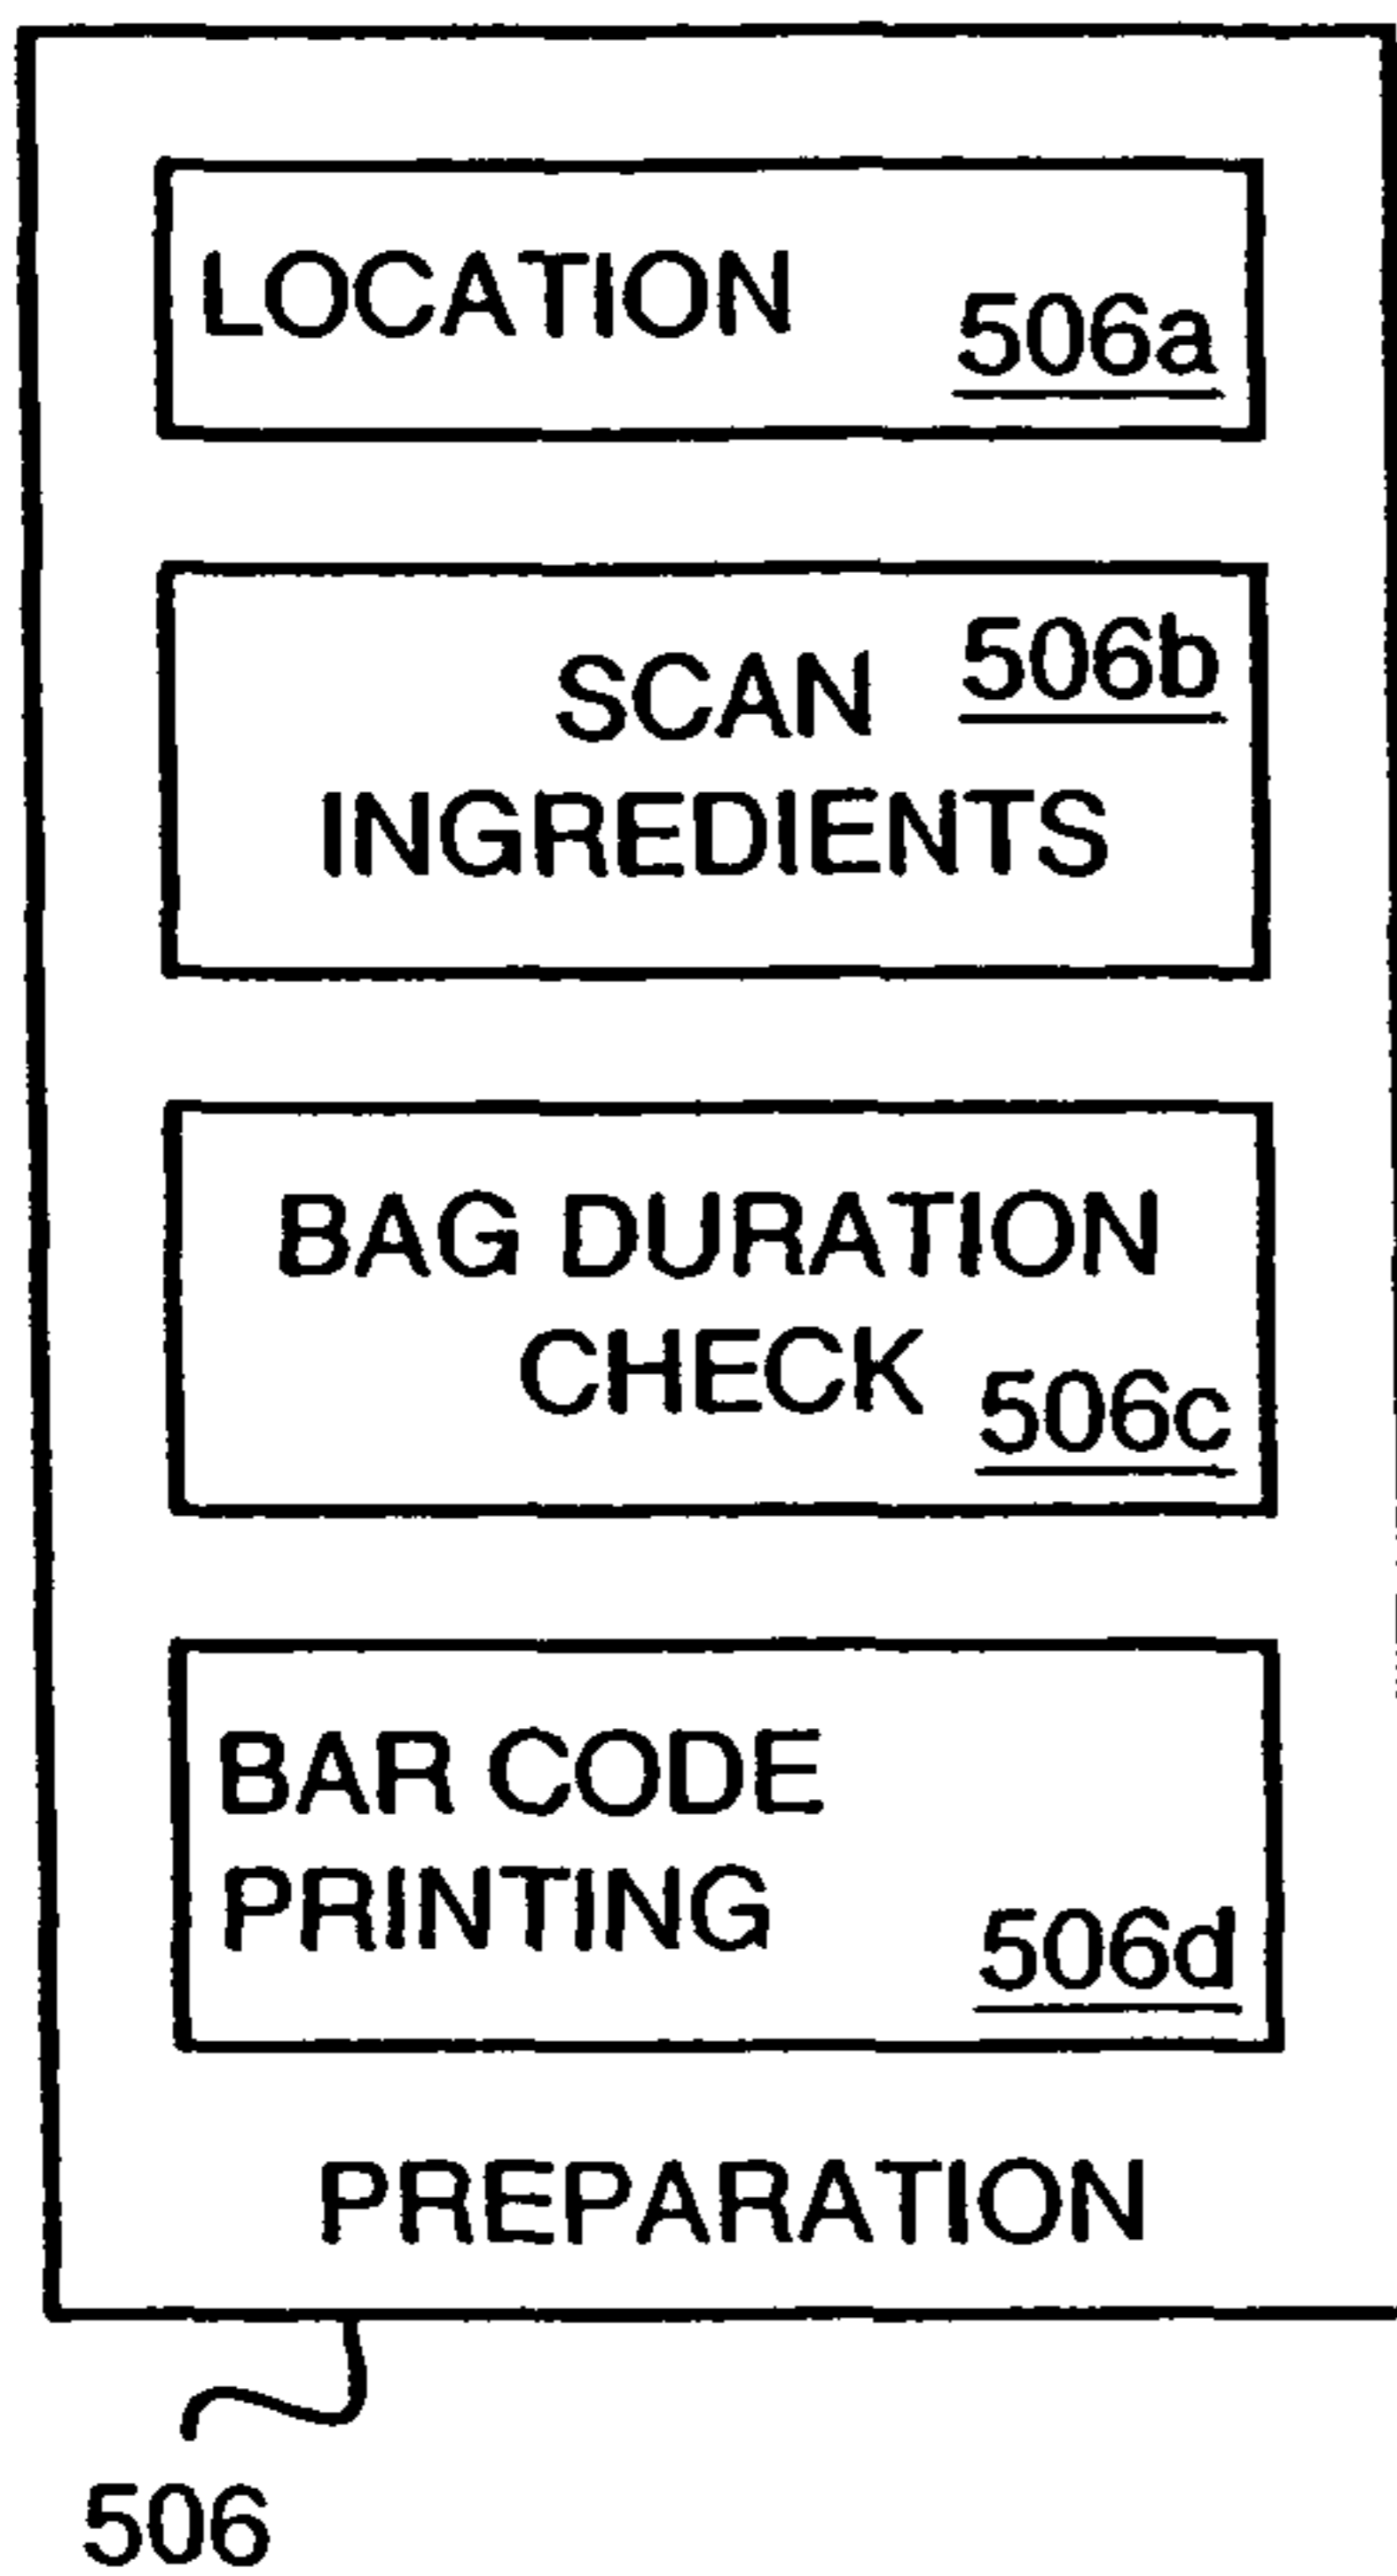 LOCATION
506a
506b
SCAN
INGREDIENTS
BAG DURATION
CHECK
506c
BAR CODE
PRINTING
506d
PREPARATION
506